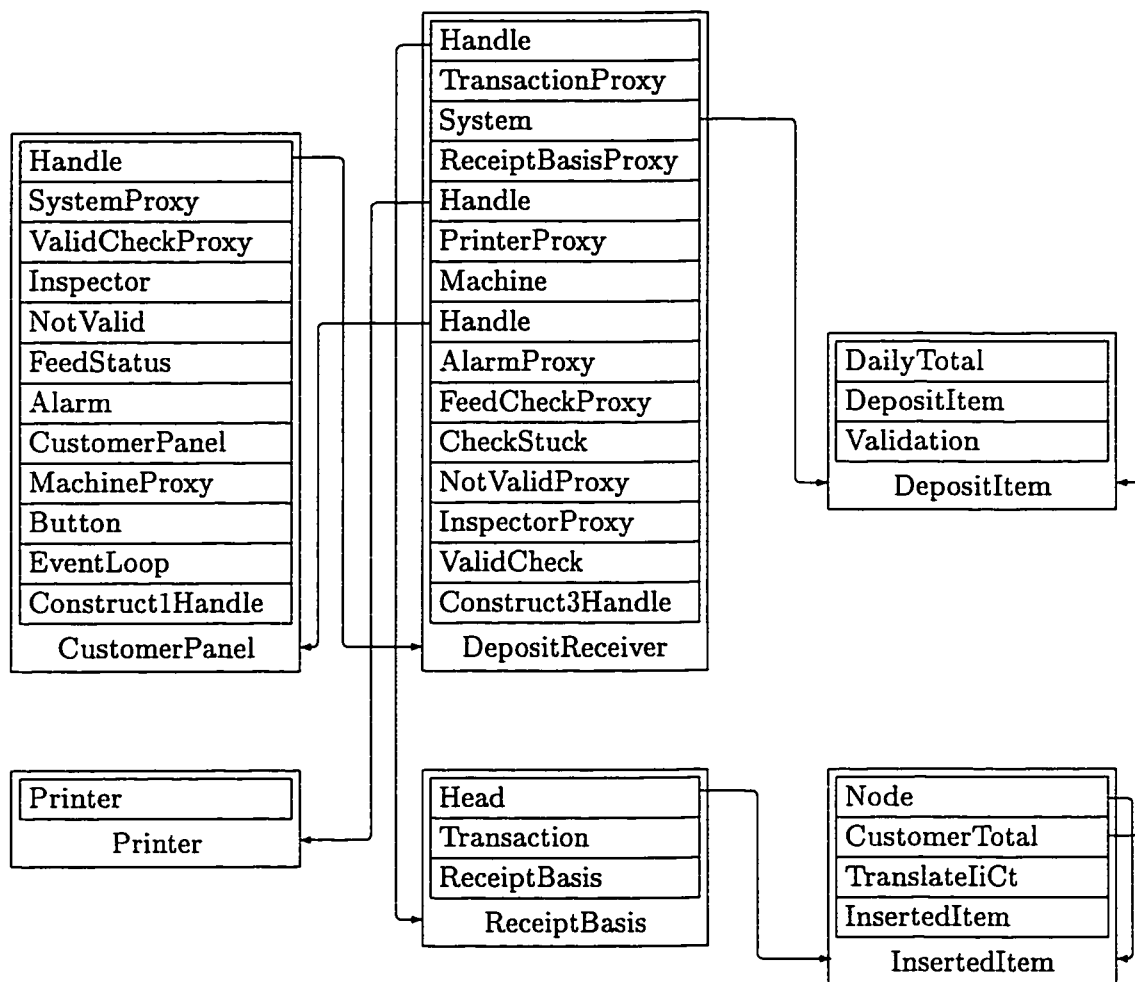 Handle
SystemProxy
ValidCheckProxy
Inspector
NotValid
FeedStatus
Alarm
CustomerPanel
MachineProxy
Button
EventLoop
Construct1Handle
CustomerPanel
Handle
TransactionProxy
System
ReceiptBasisProxy
Handle
PrinterProxy
Machine
Handle
AlarmProxy
FeedCheckProxy
CheckStuck
NotValidProxy
InspectorProxy
ValidCheck
Construct3Handle
DepositReceiver
DailyTotal
DepositItem
Validation
DepositItem
Printer
Printer
Head
Transaction
ReceiptBasis
ReceiptBasis
Node
CustomerTotal
TranslateIiCt
InsertedItem
InsertedItem